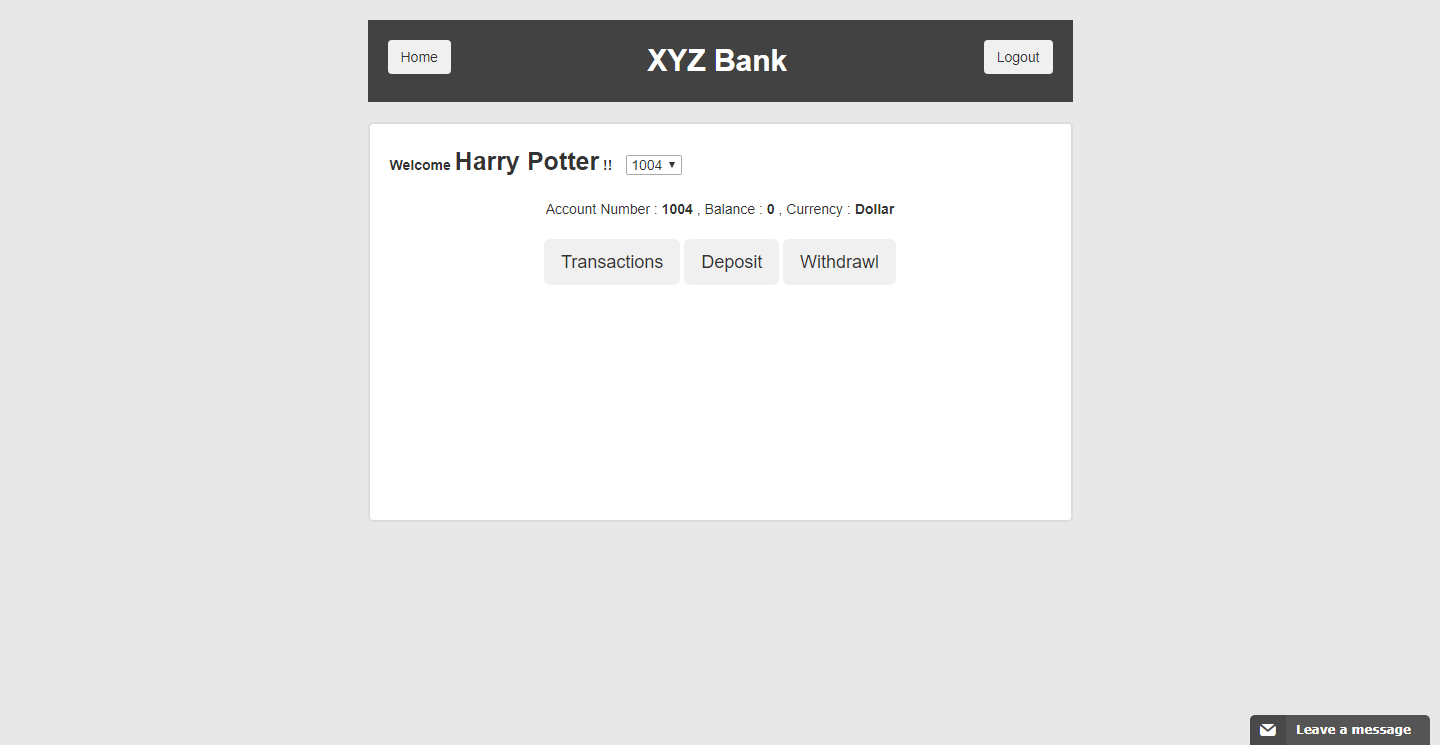 Home XYZ Bank Logout
Welcome Harry Potter !! 1004
Account Number : 1004 , Balance : 0 , Currency : Dollar
Transactions Deposit Withdrawl
Leave a message